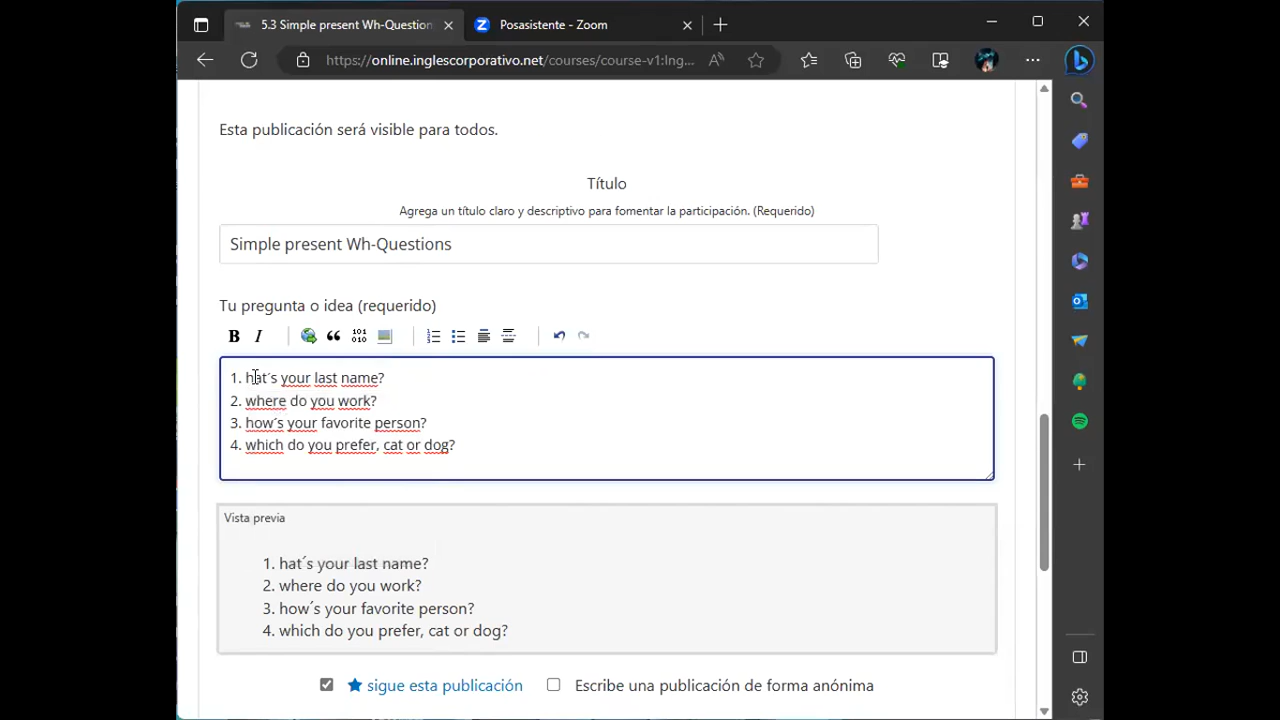 5.3 Simple present Wh-Question
Posasistente - Zoom
https://online.inglescorporativo.net/courses/course-v1:Ing...
Esta publicación será visible para todos.
Título
Agrega un título claro y descriptivo para fomentar la participación. (Requerido)
Simple present Wh-Questions
Tu pregunta o idea (requerido)
B I
1. hat´s your last name?
2. where do you work?
3. how´s your favorite person?
4. which do you prefer, cat or dog?
Vista previa
1. hat´s your last name?
2. where do you work?
3. how´s your favorite person?
4. which do you prefer, cat or dog?
sigue esta publicación
Escribe una publicación de forma anónima